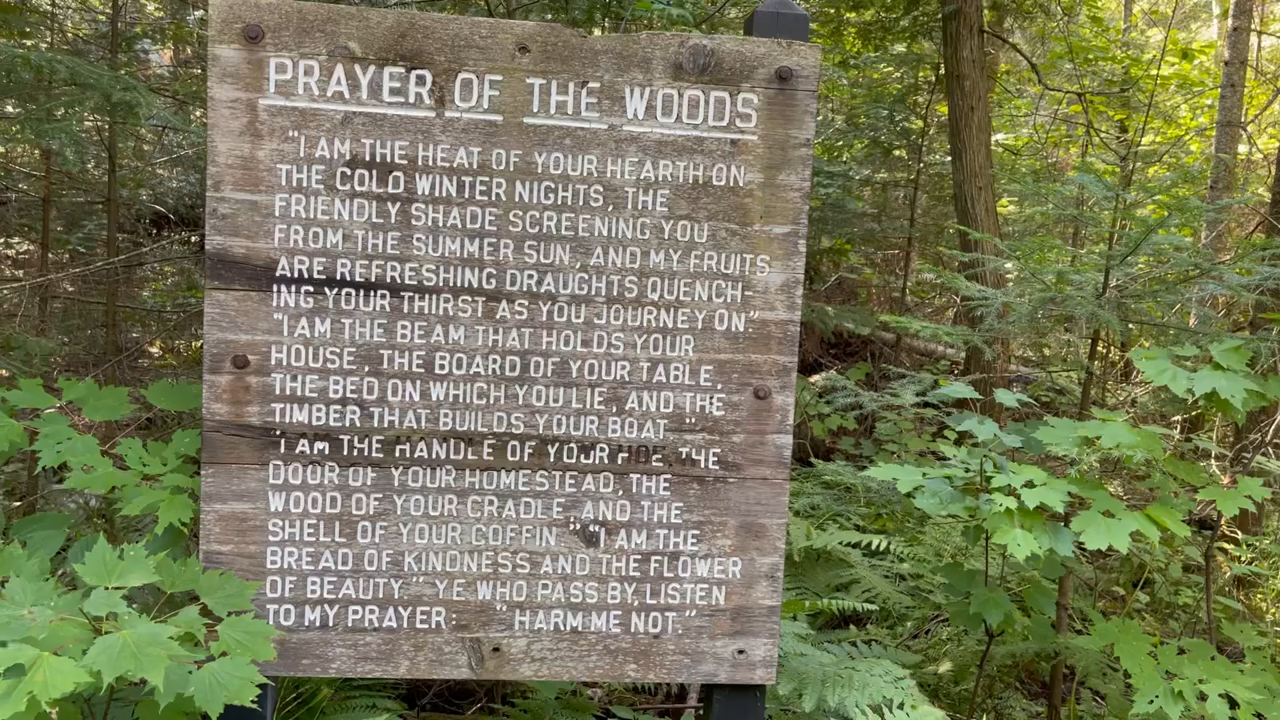 PRAYER OF THE WOODS
"I AM THE HEAT OF YOUR HEARTH ON
THE COLD WINTER NIGHTS, THE
FRIENDLY SHADE SCREENING YOU
FROM THE SUMMER SUN, AND MY FRUITS
ARE REFRESHING DRAUGHTS QUENCH-
ING YOUR THIRST AS YOU JOURNEY ON."
"I AM THE BEAM THAT HOLDS YOUR
HOUSE, THE BOARD OF YOUR TABLE,
THE BED ON WHICH YOU LIE, AND THE
TIMBER THAT BUILDS YOUR BOAT."
"I AM THE HANDLE OF YOUR HOE, THE
DOOR OF YOUR HOMESTEAD, THE
WOOD OF YOUR CRADLE, AND THE
SHELL OF YOUR COFFIN." "I AM THE
BREAD OF KINDNESS AND THE FLOWER
OF BEAUTY." YE WHO PASS BY, LISTEN
TO MY PRAYER: "HARM ME NOT."